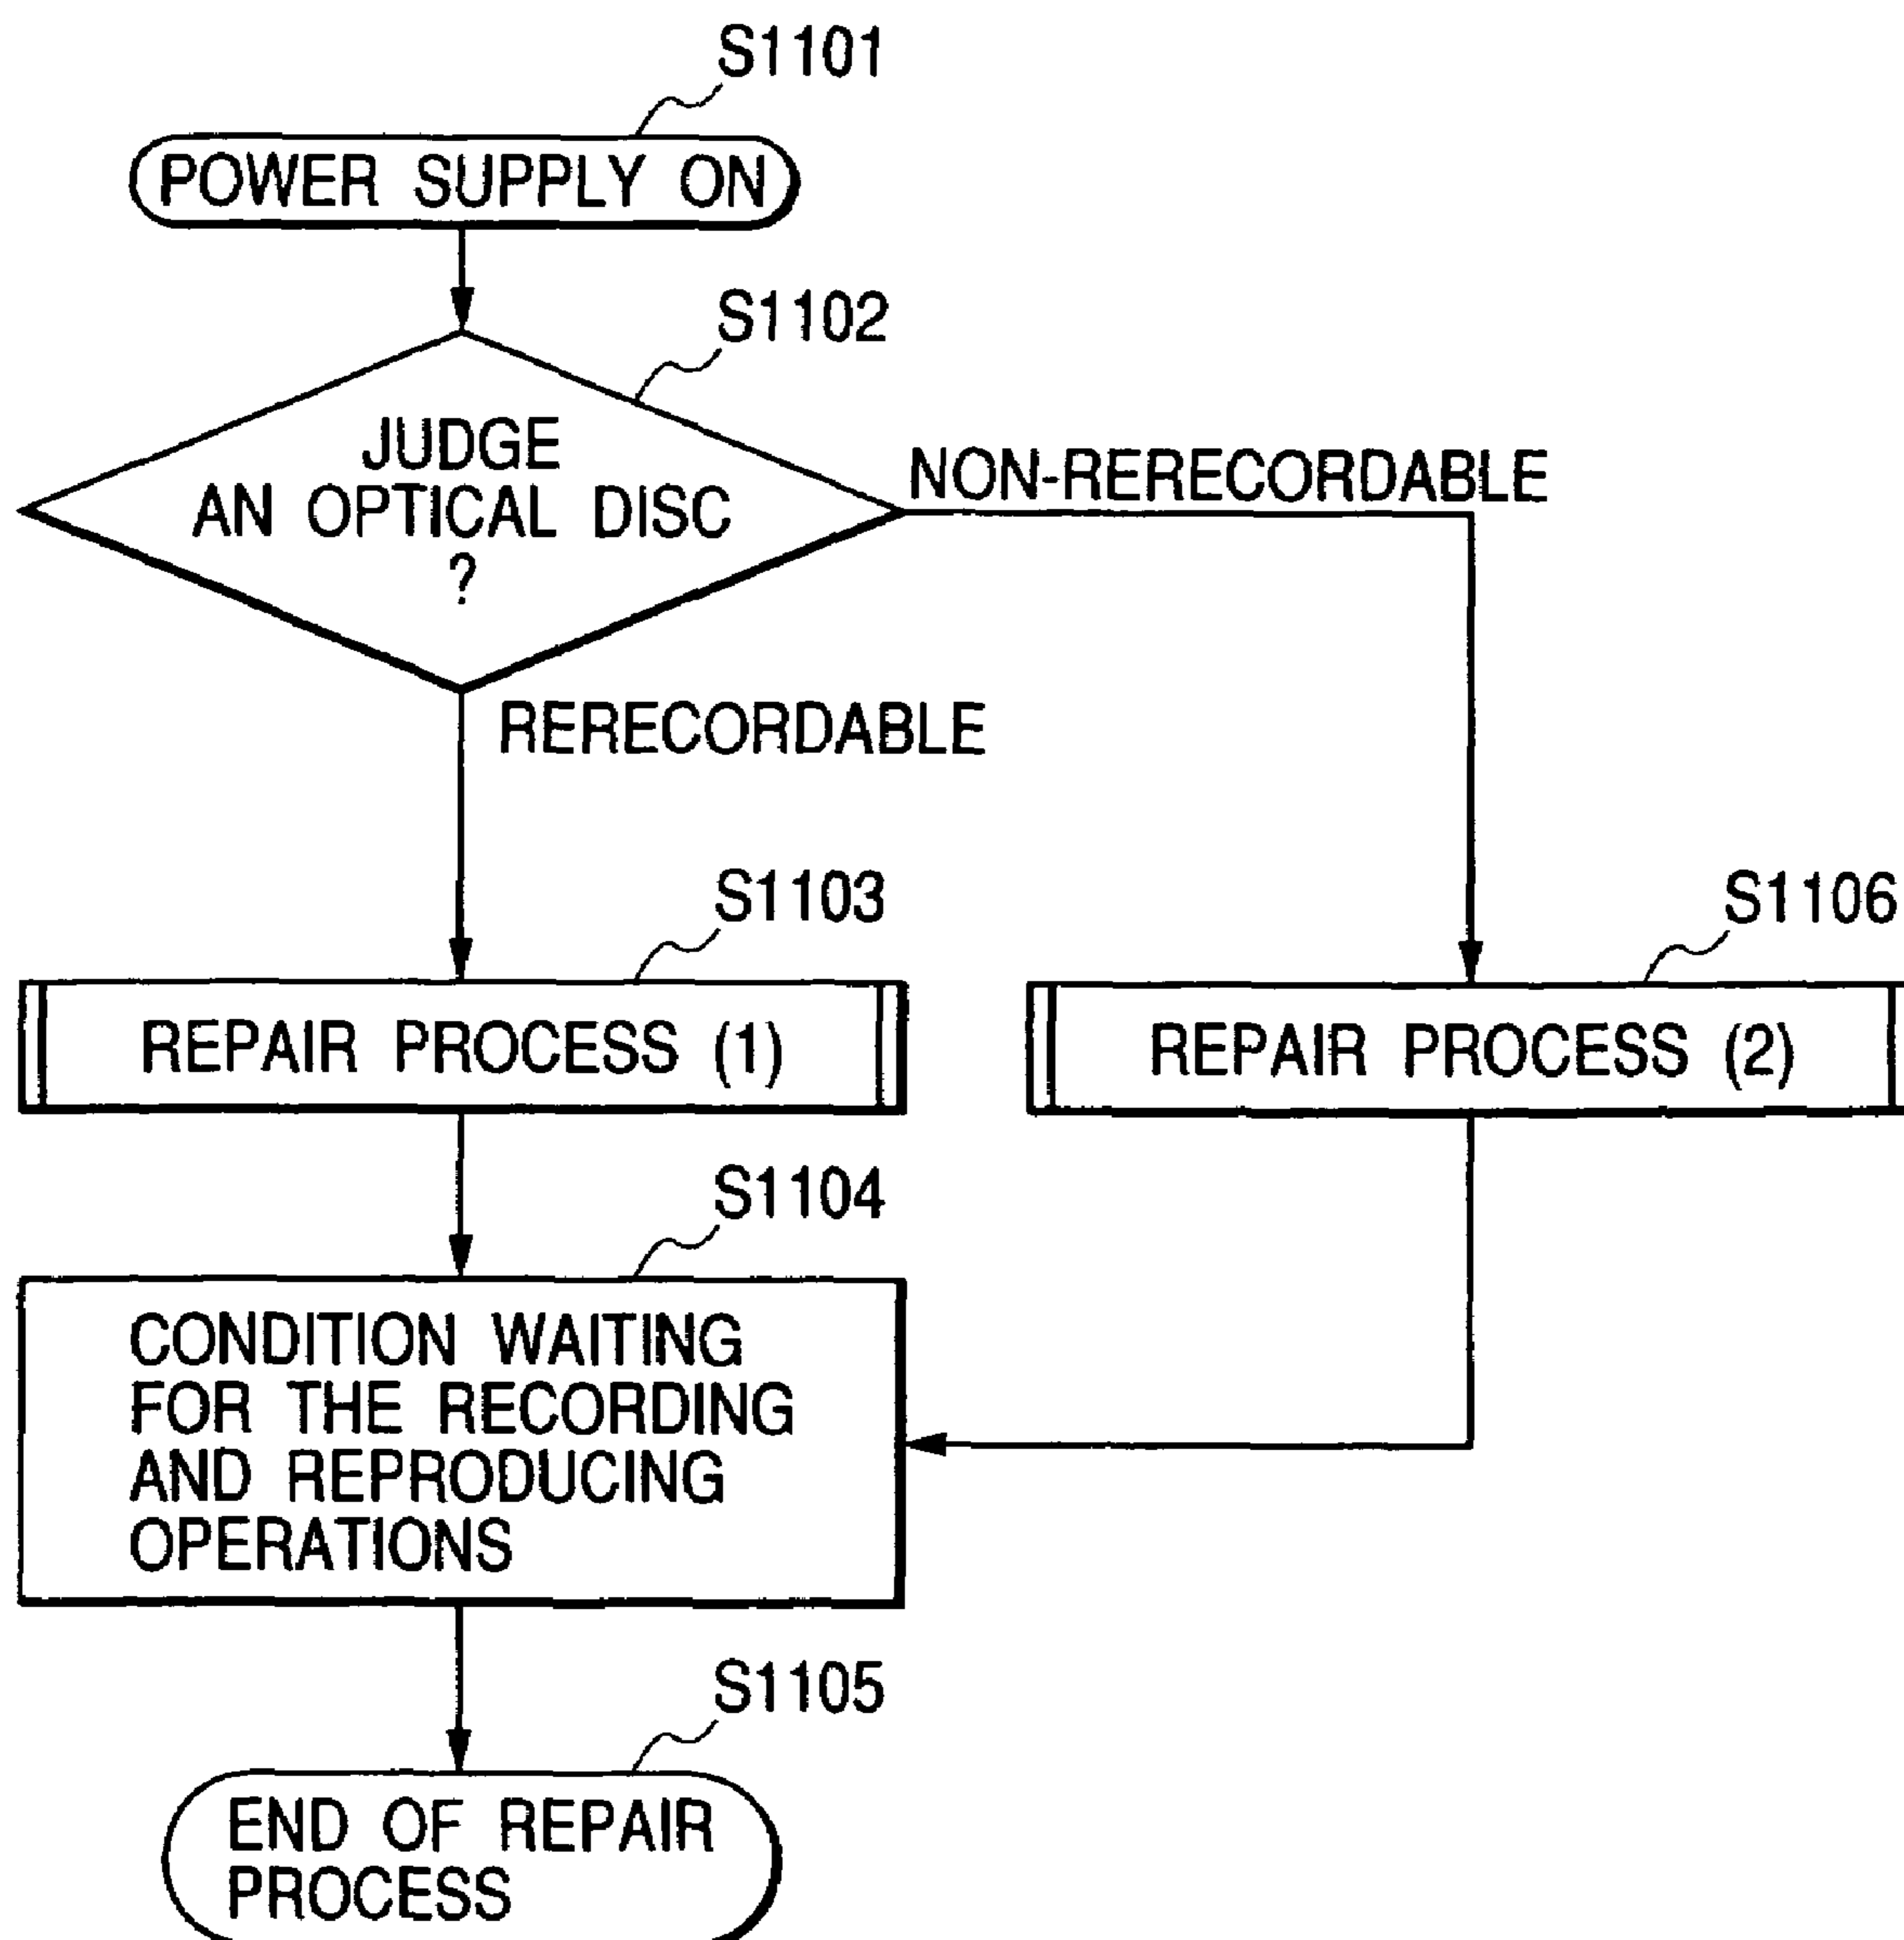 S1101
POWER SUPPLY ON
S1102
JUDGE
AN OPTICAL DISC
?
NON-RERECORDABLE
RERECORDABLE
S1103
REPAIR PROCESS (1)
S1106
REPAIR PROCESS (2)
S1104
CONDITION WAITING
FOR THE RECORDING
AND REPRODUCING
OPERATIONS
S1105
END OF REPAIR
PROCESS